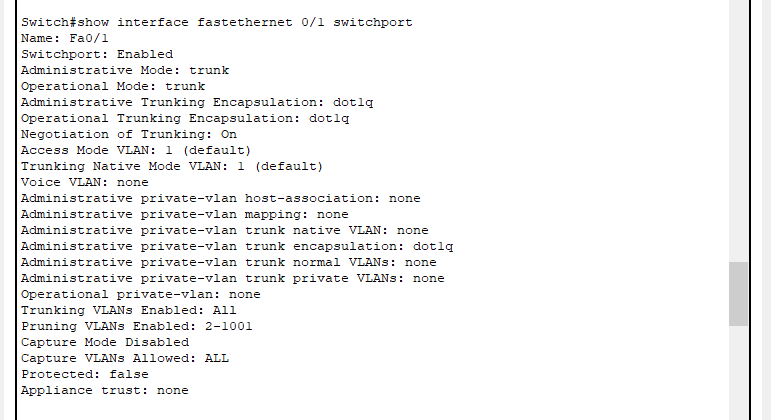 Switch#show interface fastethernet 0/1 switchport
Name: Fa0/1
Switchport: Enabled
Administrative Mode: trunk
Operational Mode: trunk
Administrative Trunking Encapsulation: dot1q
Operational Trunking Encapsulation: dot1q
Negotiation of Trunking: On
Access Mode VLAN: 1 (default)
Trunking Native Mode VLAN: 1 (default)
Voice VLAN: none
Administrative private-vlan host-association: none
Administrative private-vlan mapping: none
Administrative private-vlan trunk native VLAN: none
Administrative private-vlan trunk encapsulation: dot1q
Administrative private-vlan trunk normal VLANs: none
Administrative private-vlan trunk private VLANs: none
Operational private-vlan: none
Trunking VLANs Enabled: All
Pruning VLANs Enabled: 2-1001
Capture Mode Disabled
Capture VLANs Allowed: ALL
Protected: false
Appliance trust: none